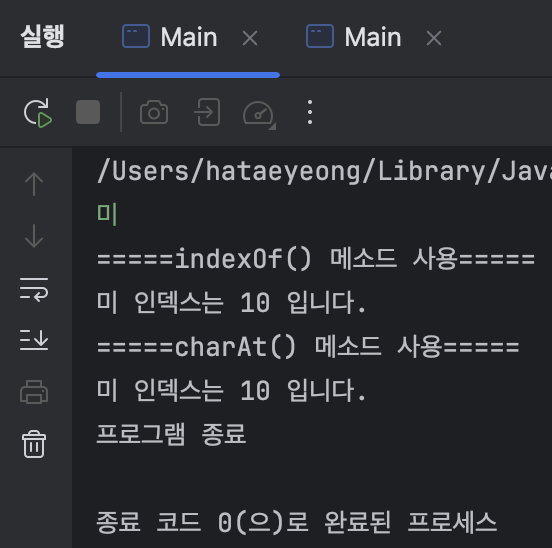 실행 Main Main
/Users/hataeyeong/Library/Java
미
=====indexOf() 메소드 사용=====
미 인덱스는 10 입니다.
=====charAt() 메소드 사용=====
미 인덱스는 10 입니다.
프로그램 종료
종료 코드 0(으)로 완료된 프로세스